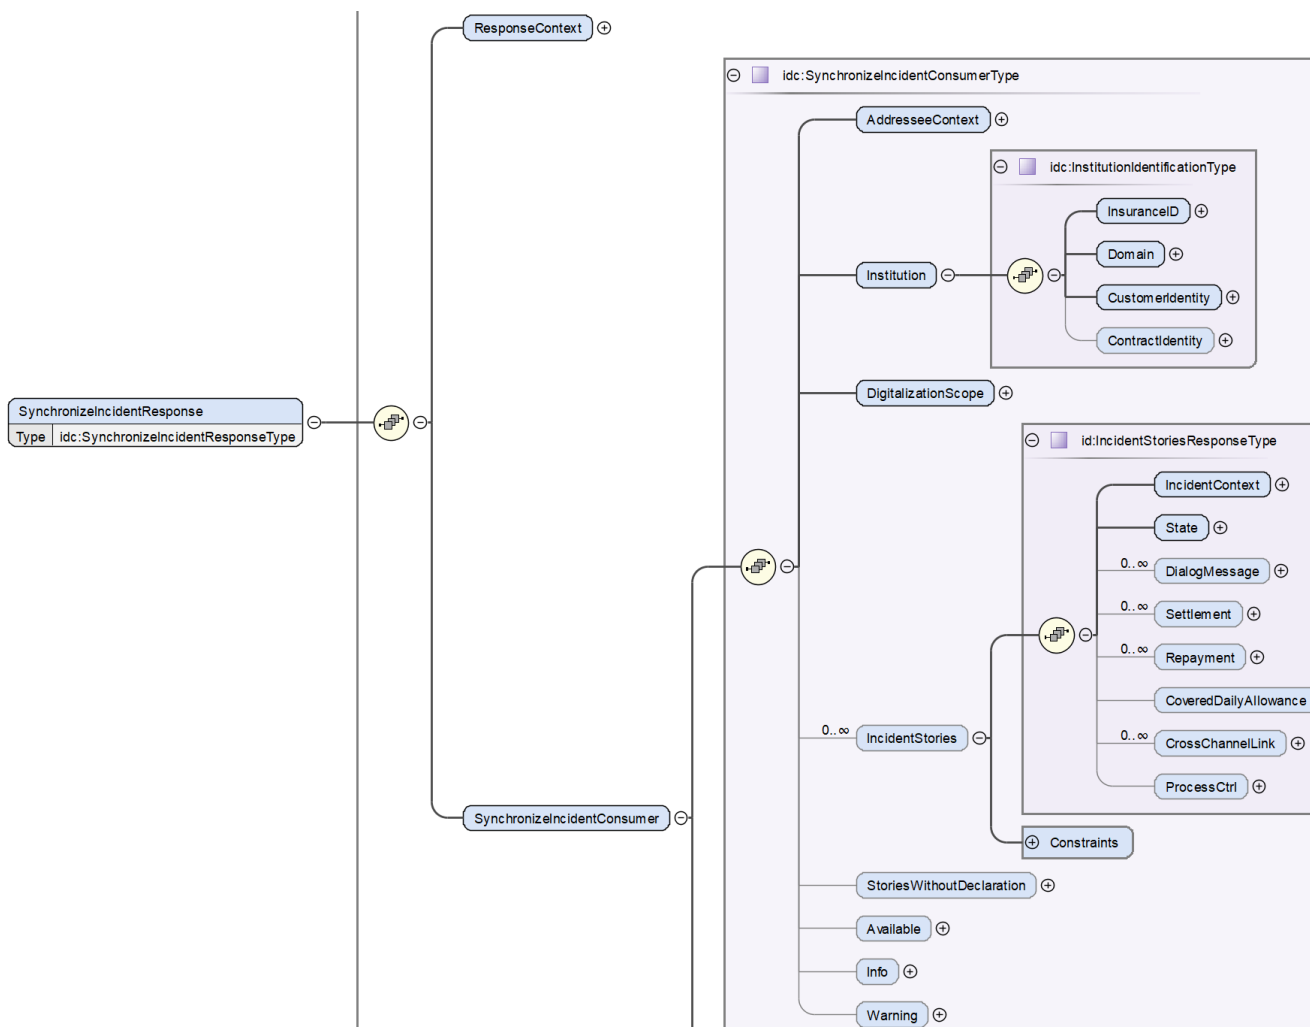 ResponseContext
idc:SynchronizeIncidentConsumerType
AddresseeContext
idc:InstitutionIdentificationType
InsuranceID
Domain
Institution
CustomerIdentity
ContractIdentity
DigitalizationScope
SynchronizeIncidentResponse
Type idc:SynchronizeIncidentResponseType
id:IncidentStoriesResponseType
IncidentContext
State
0..∞ DialogMessage
0..∞ Settlement
0..∞ Repayment
CoveredDailyAllowance
0..∞ IncidentStories
0..∞ CrossChannelLink
ProcessCtrl
SynchronizeIncidentConsumer
Constraints
StoriesWithoutDeclaration
Available
Info
Warning